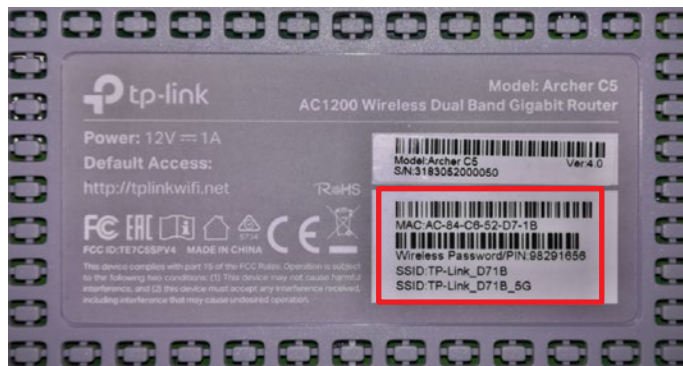 tp-link
Model: Archer C5
AC1200 Wireless Dual Band Gigabit Router
Power: 12V ⎓ 1A
Default Access:
http://tplinkwifi.net
RoHS
Model:Archer C5
Ver:4.0
S/N:3183052000050
FC EAC
CE
FCC ID:TE7C5SPV4 MADE IN CHINA
This device complies with part 15 of the FCC Rules. Operation is subject
to the following two conditions: (1) This device may not cause harmful
interference, and (2) this device must accept any interference received,
including interference that may cause undesired operation.
MAC:AC-84-C6-52-D7-1B
Wireless Password/PIN:98291656
SSID:TP-Link_D71B
SSID:TP-Link_D71B_5G